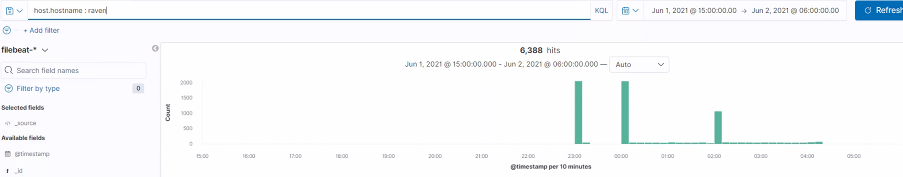 host.hostname : raven
KQL
Jun 1, 2021 @ 15:00:00.00 → Jun 2, 2021 @ 06:00:00.00
Refresh
+ Add filter
filebeat-*
6,388 hits
Jun 1, 2021 @ 15:00:00.000 - Jun 2, 2021 @ 06:00:00.000 — Auto
Search field names
Filter by type 0
Selected fields
_source
Available fields
@timestamp
t _id
Count
2000
1500
1000
500
0
15:00 16:00 17:00 18:00 19:00 20:00 21:00 22:00 23:00 00:00 01:00 02:00 03:00 04:00 05:00
@timestamp per 10 minutes